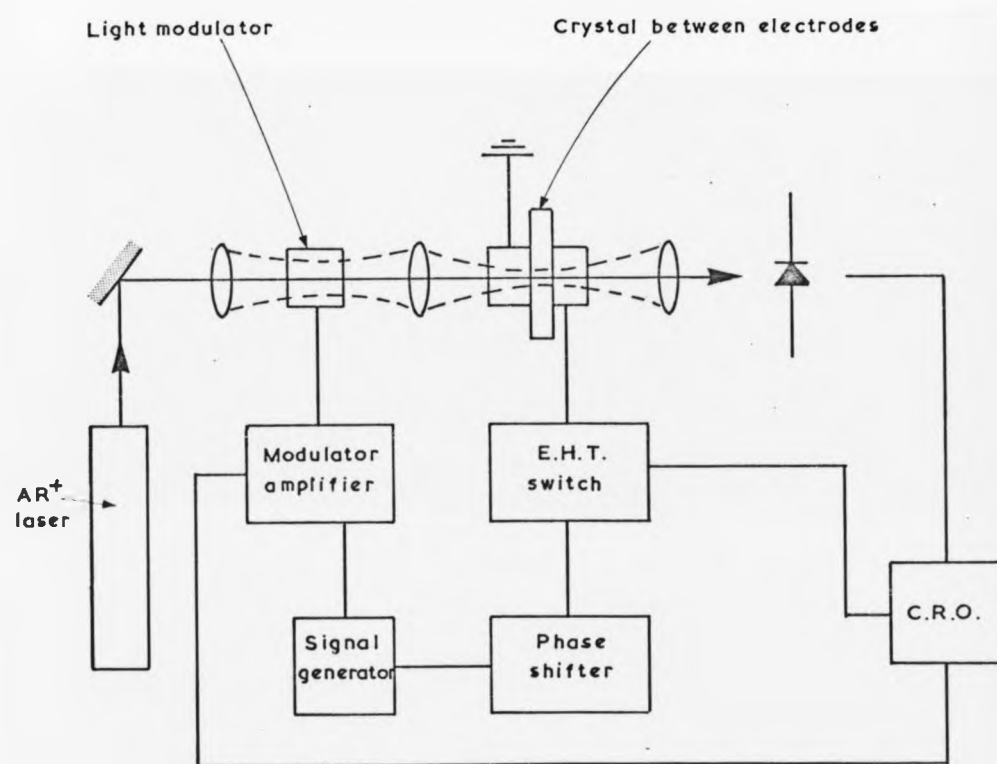 Light modulator
Crystal between electrodes
AR+
laser
Modulator
amplifier
E.H.T.
switch
Signal
generator
Phase
shifter
C.R.O.